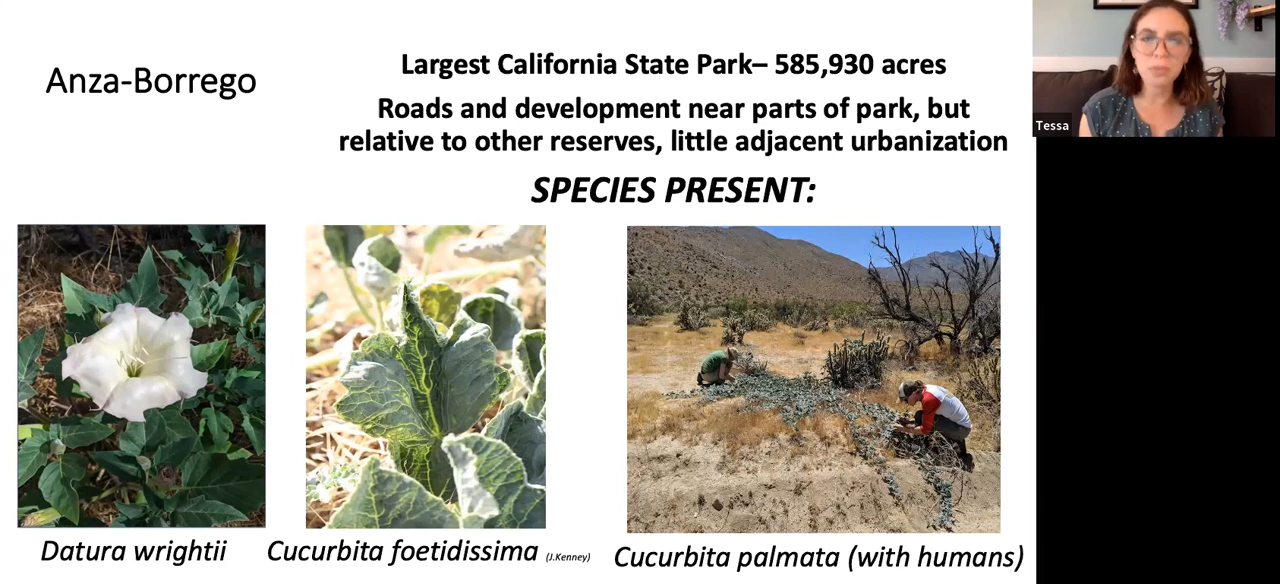 Anza-Borrego
Largest California State Park– 585,930 acres
Roads and development near parts of park, but
relative to other reserves, little adjacent urbanization
SPECIES PRESENT:
Tessa
Datura wrightii
Cucurbita foetidissima (J.Kenney)
Cucurbita palmata (with humans)